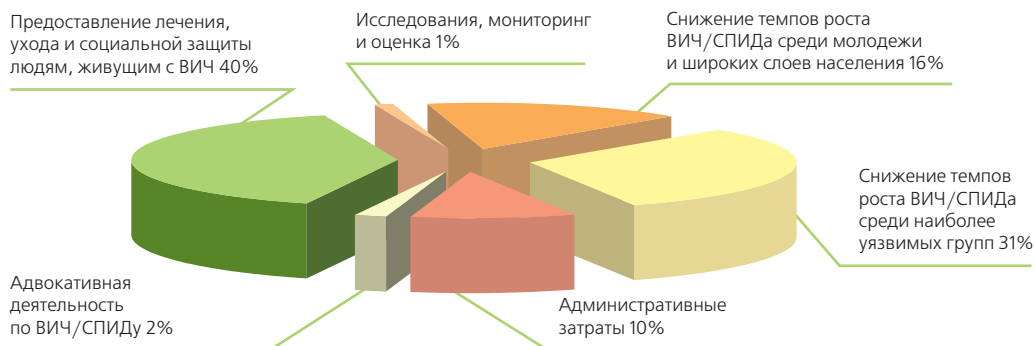 Предоставление лечения,
ухода и социальной защиты
людям, живущим с ВИЧ 40%
Исследования, мониторинг
и оценка 1%
Снижение темпов роста
ВИЧ/СПИДа среди молодежи
и широких слоев населения 16%
Снижение темпов
роста ВИЧ/СПИДа
среди наиболее
уязвимых групп 31%
Адвокативная
деятельность
по ВИЧ/СПИДу 2%
Административные
затраты 10%